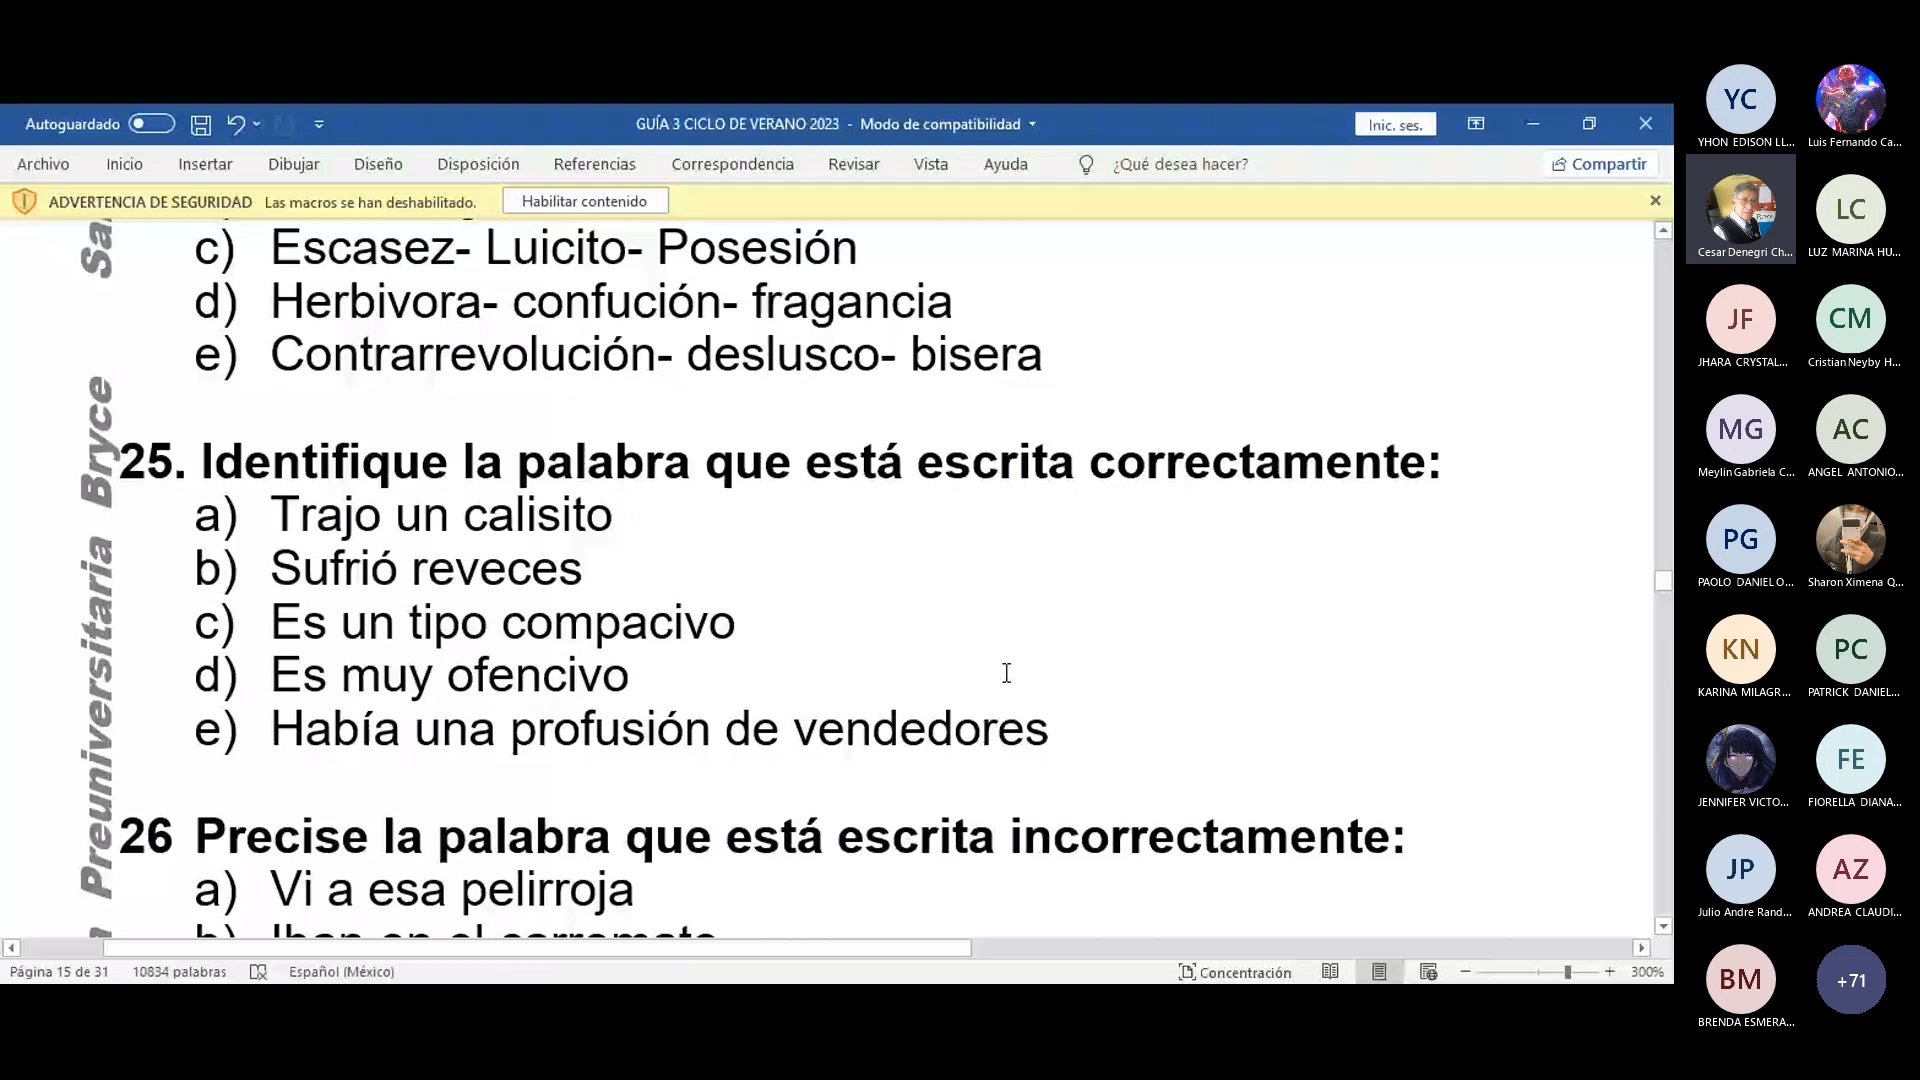 Autoguardado
GUÍA 3 CICLO DE VERANO 2023 - Modo de compatibilidad
Inic. ses.
Archivo Inicio Insertar Dibujar Diseño Disposición Referencias Correspondencia Revisar Vista Ayuda ¿Qué desea hacer? Compartir
ADVERTENCIA DE SEGURIDAD Las macros se han deshabilitado. Habilitar contenido
c) Escasez- Luicito- Posesión
d) Herbivora- confución- fragancia
e) Contrarrevolución- deslusco- bisera
25. Identifique la palabra que está escrita correctamente:
a) Trajo un calisito
b) Sufrió reveces
c) Es un tipo compacivo
d) Es muy ofencivo
e) Había una profusión de vendedores
26 Precise la palabra que está escrita incorrectamente:
a) Vi a esa pelirroja
Preuniversitaria Bryce
Página 15 de 31 10834 palabras Español (México) Concentración 300%
YC
YHON EDISON LL...
Luis Fernando Ca...
Cesar Denegri Ch...
LC
LUZ MARINA HU...
JF
JHARA CRYSTAL...
CM
Cristian Neyby H...
MG
Meylin Gabriela C...
AC
ANGEL ANTONIO...
PG
PAOLO DANIEL O...
Sharon Ximena Q...
KN
KARINA MILAGR...
PC
PATRICK DANIEL...
JENNIFER VICTO...
FE
FIORELLA DIANA...
JP
Julio Andre Rand...
AZ
ANDREA CLAUDI...
BM
BRENDA ESMERA...
+71